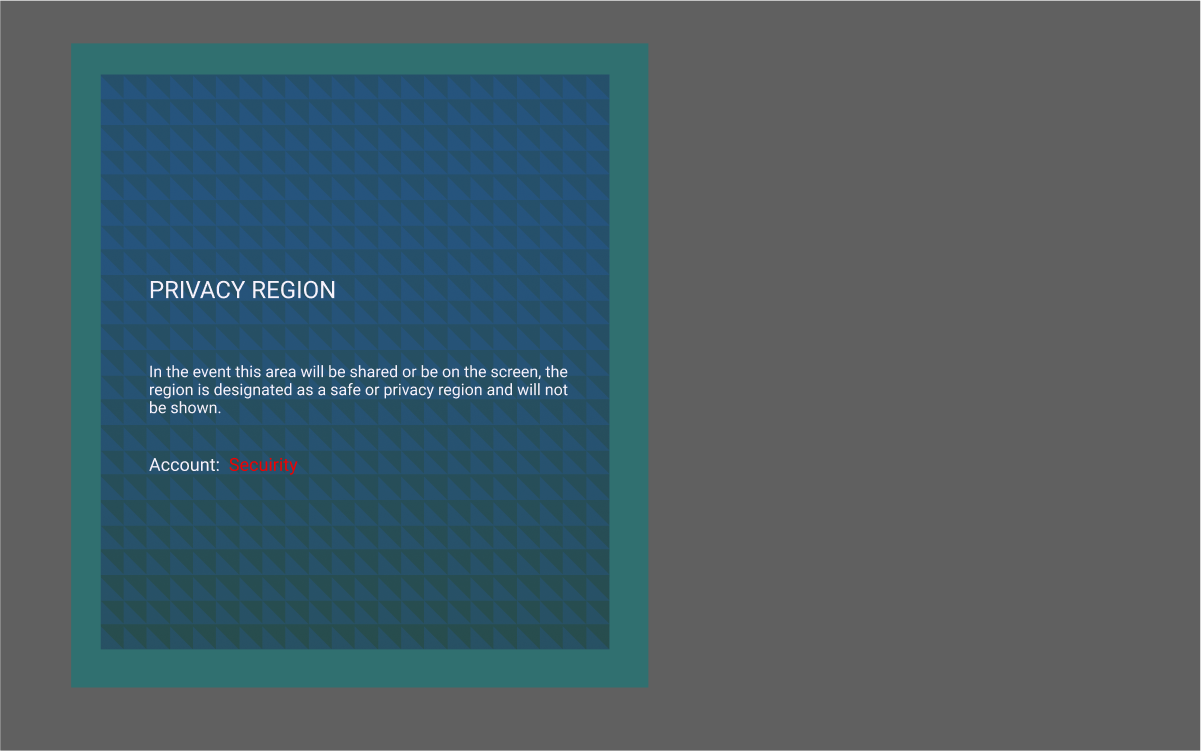 PRIVACY REGION
In the event this area will be shared or be on the screen, the
region is designated as a safe or privacy region and will not
be shown.
Account: Secuirity